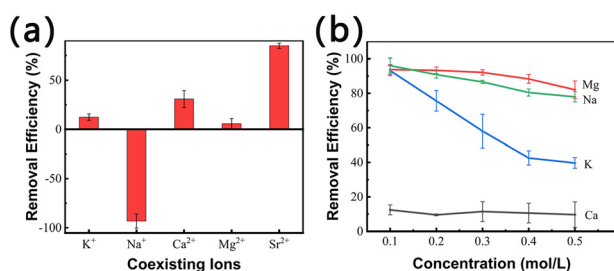 (a)
Removal Efficiency (%)
50
0
-50
-100
K⁺
Na⁺
Ca²⁺
Mg²⁺
Sr²⁺
Coexisting Ions
(b)
Removal Efficiency (%)
100
80
60
40
20
0
Mg
Na
K
Ca
0.1
0.2
0.3
0.4
0.5
Concentration (mol/L)